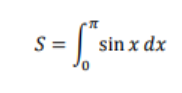 S = ∫₀^π sin x dx